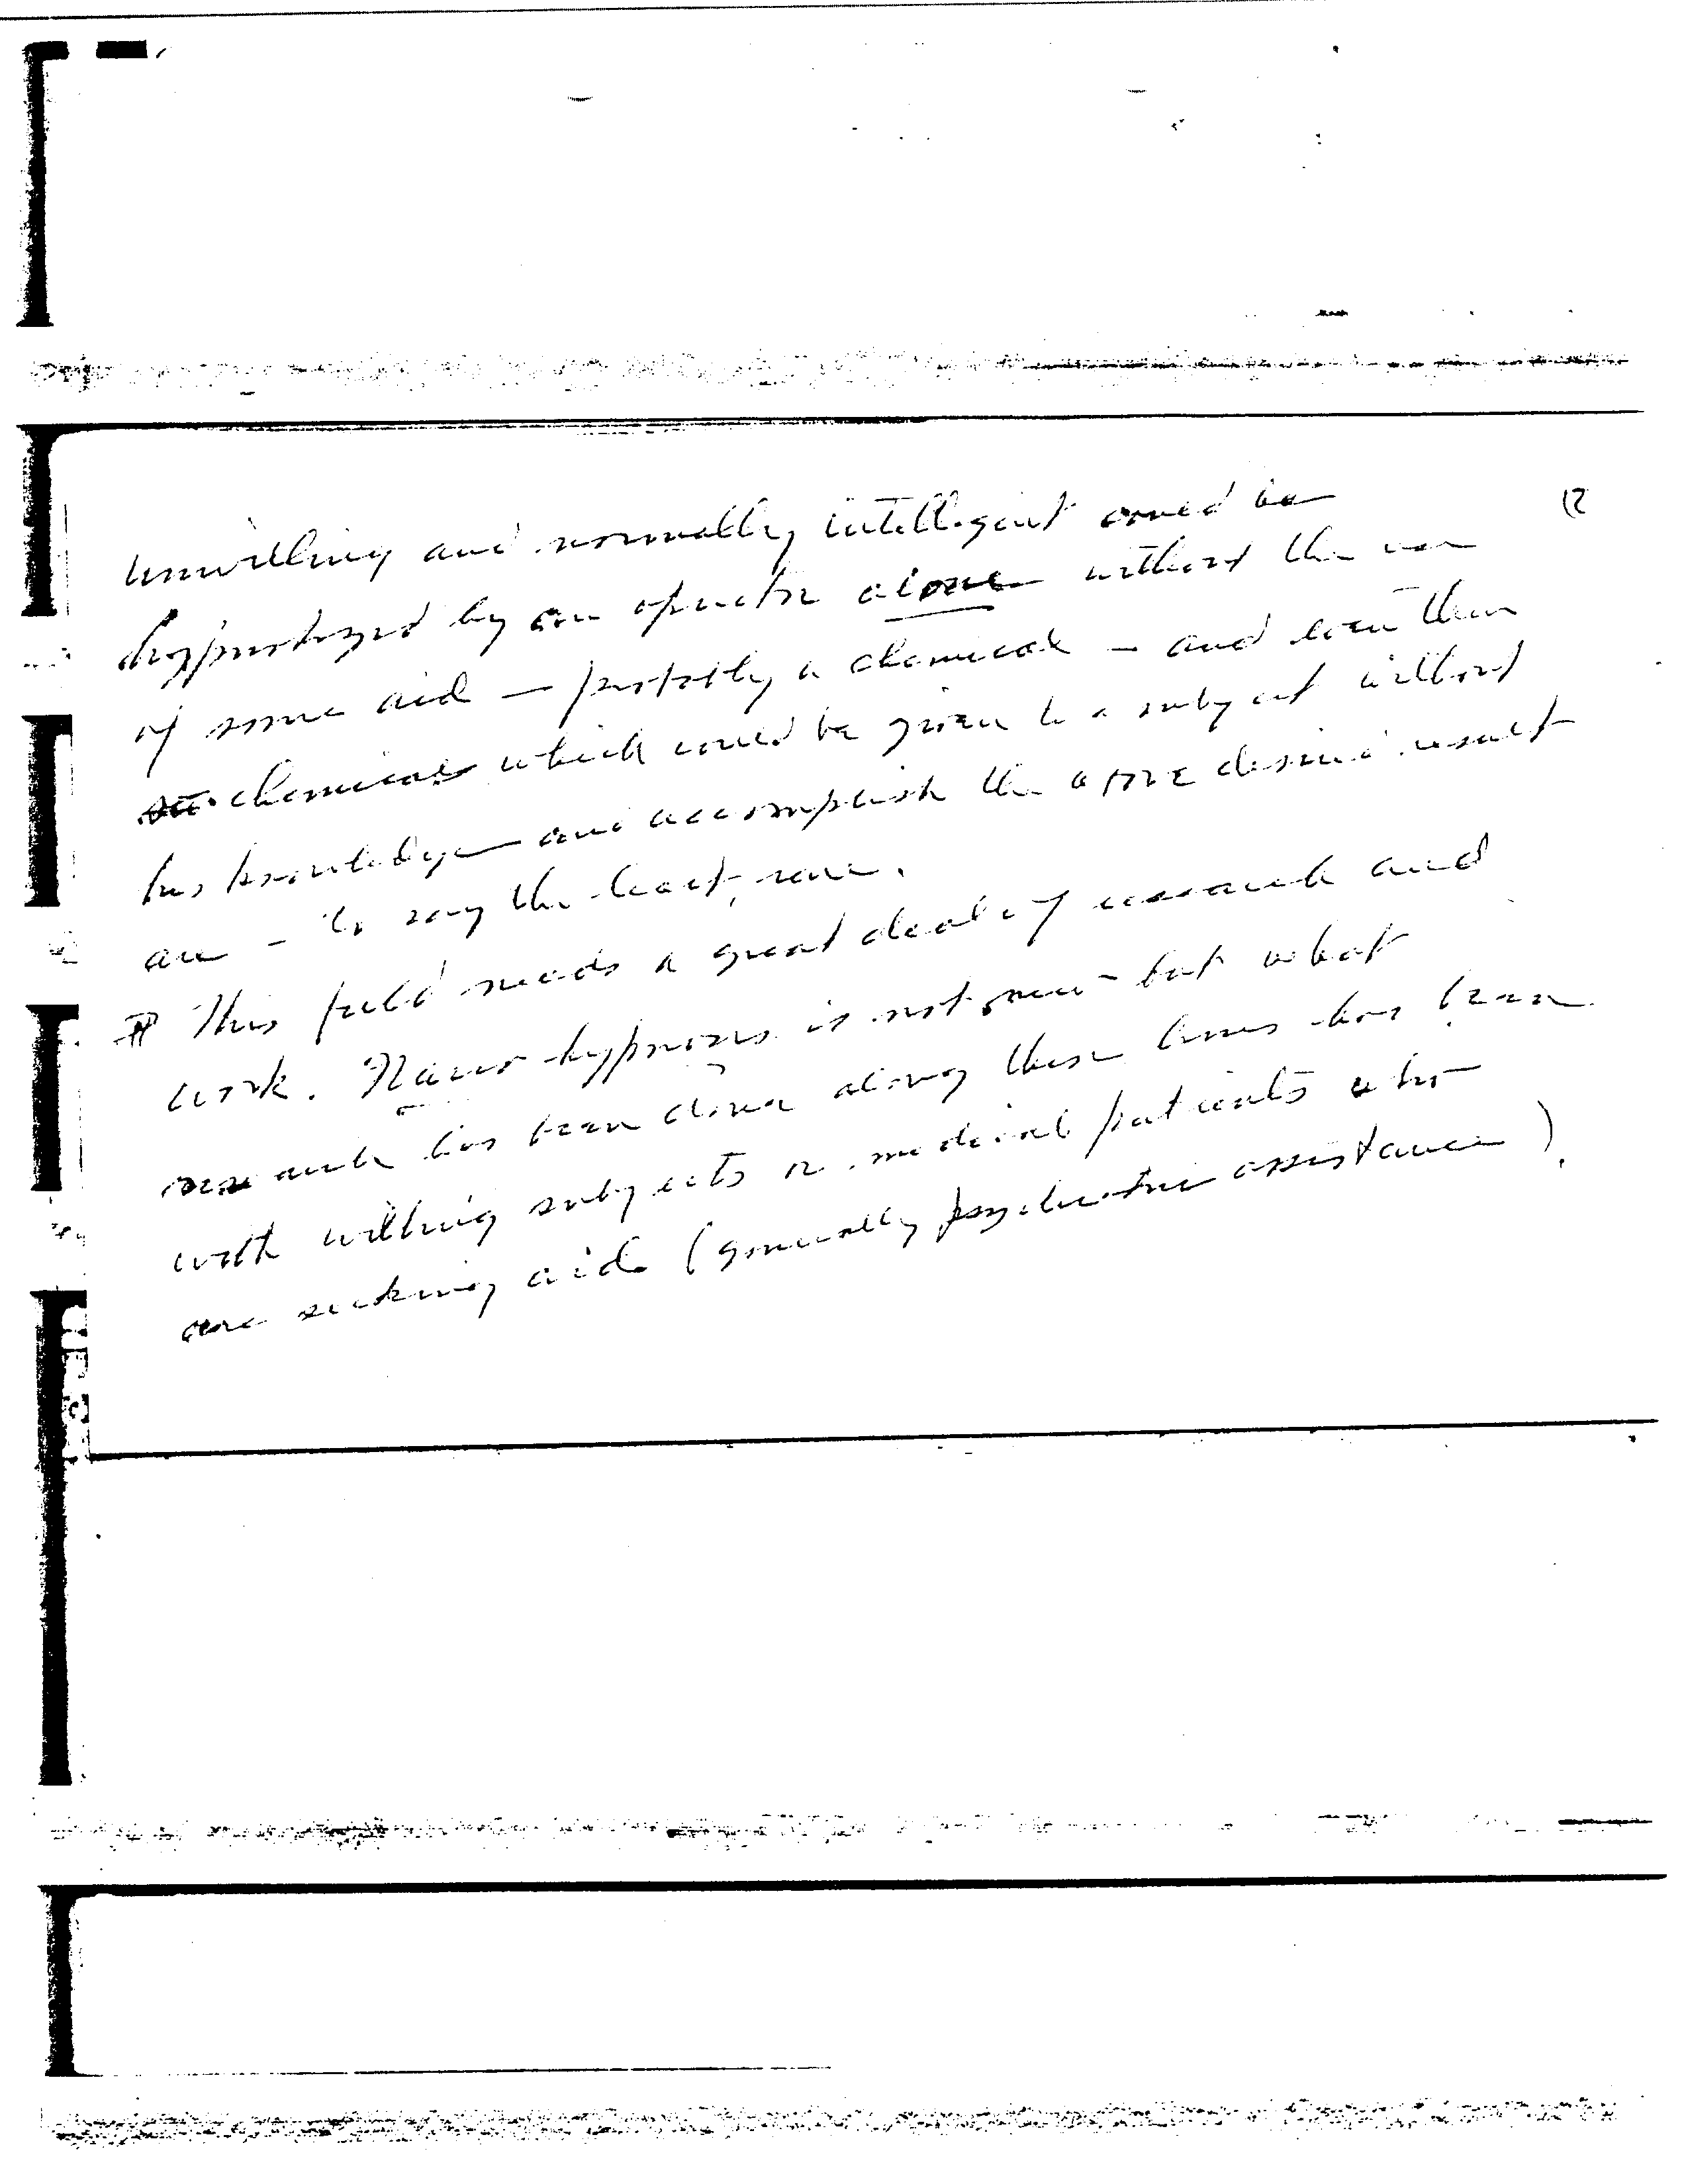 (2
unwilling and normally intelligent could be
hypnotized by an operator alone without the use
of some aid — probably a chemical — and even then
chemicals which could be given to a subject without
his knowledge and accomplish the above desired result
are - to say the least, rare.
This field needs a great deal of research and
work. Narco-hypnosis is not new - but what
research has been done along these lines has been
with willing subjects or medical patients who
are seeking aid (generally psychiatric assistance).